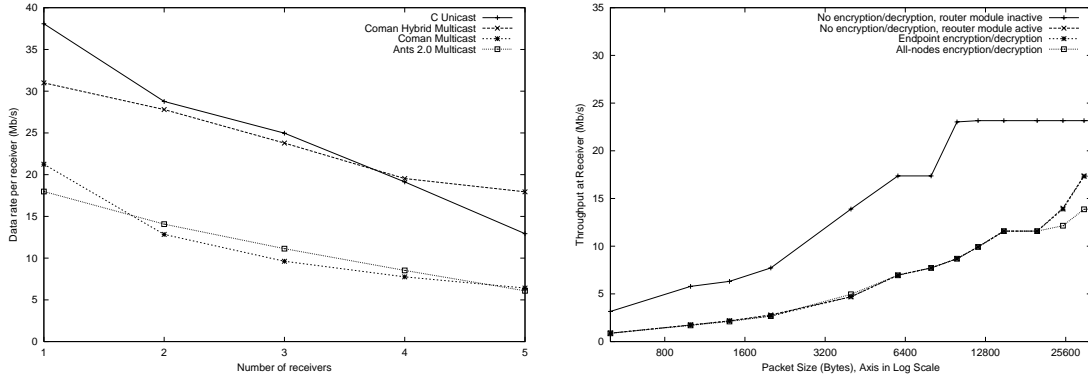 40
35
30
25
20
15
10
5
0
1
2
3
4
5
Data rate per receiver (Mb/s)
Number of receivers
C Unicast
Coman Hybrid Multicast
Coman Multicast
Ants 2.0 Multicast
35
30
25
20
15
10
5
0
800
1600
3200
6400
12800
25600
Throughput at Receiver (Mb/s)
Packet Size (Bytes), Axis in Log Scale
No encryption/decryption, router module inactive
No encryption/decryption, reouter module active
Endpoint encryption/decryption
All-nodes encryption/decryption